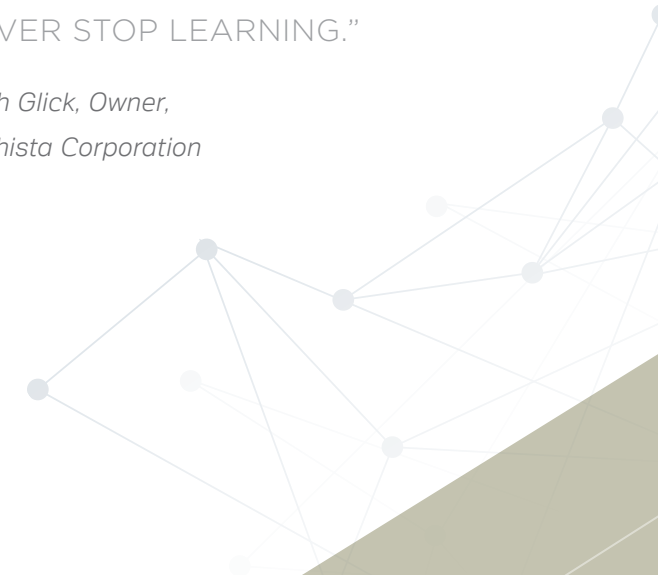 VER STOP LEARNING.”
h Glick, Owner,
hista Corporation